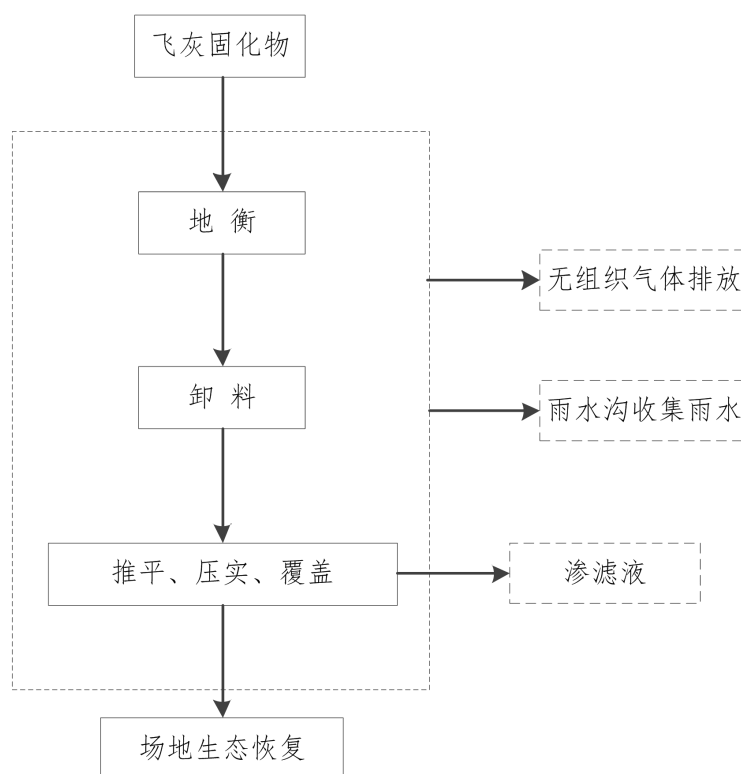 飞灰固化物
地 衡
无组织气体排放
卸 料
雨水沟收集雨水
推平、压实、覆盖
渗滤液
场地生态恢复